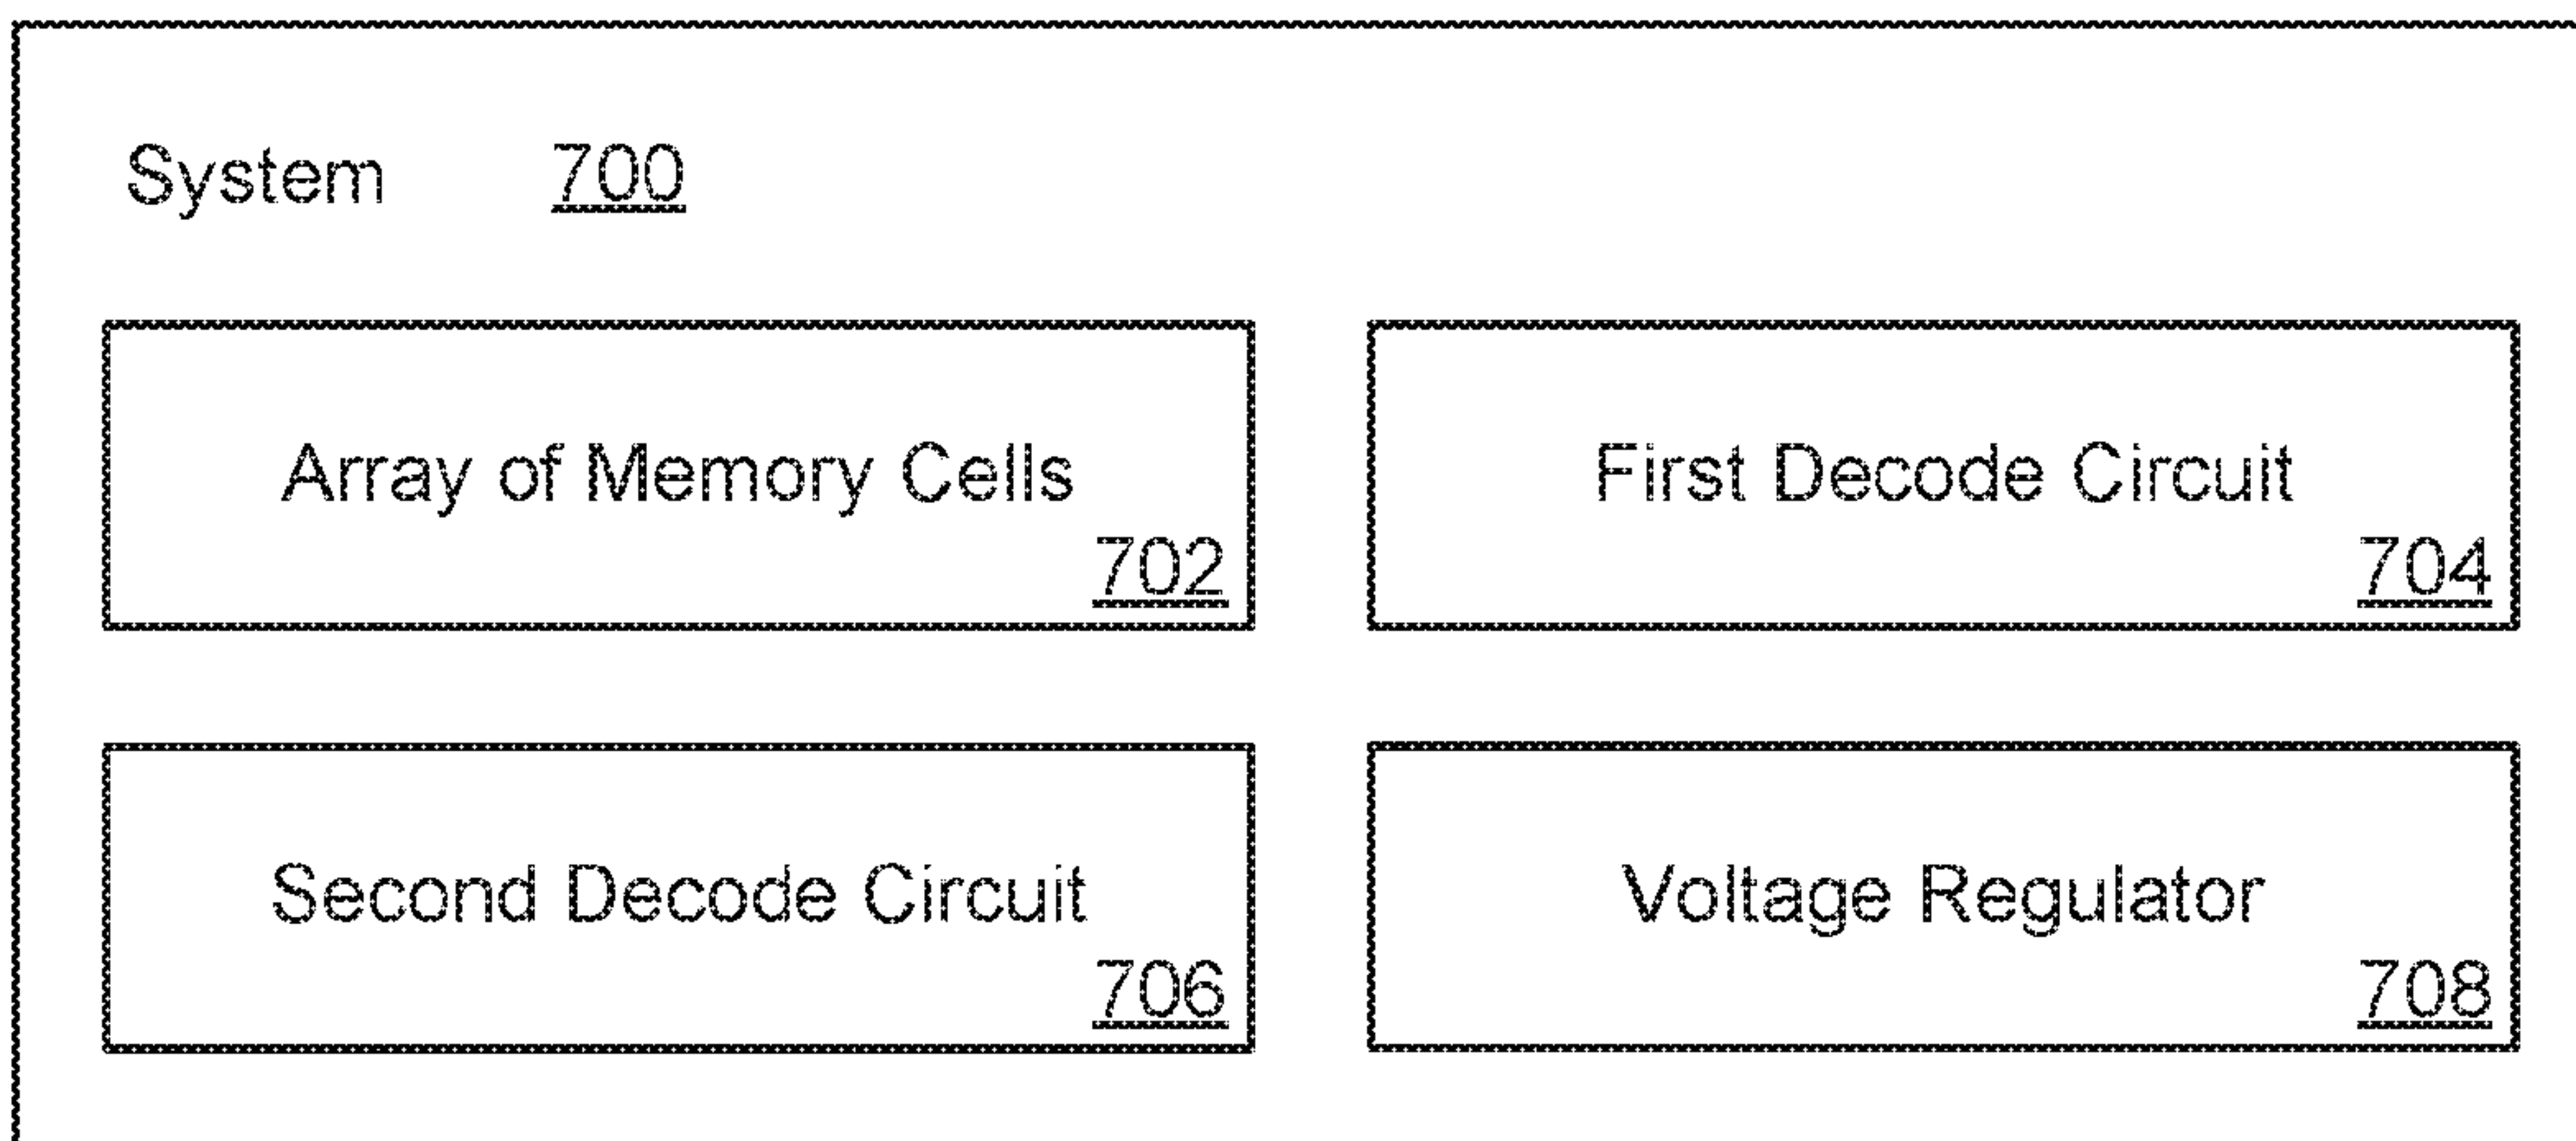 System 700
Array of Memory Cells
702
First Decode Circuit
704
Second Decode Circuit
706
Voltage Regulator
708